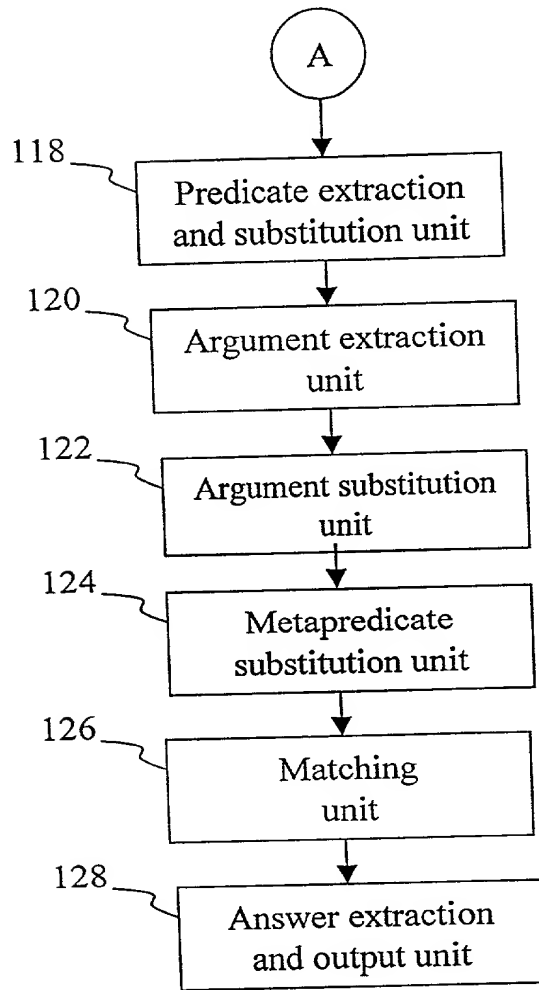 A
118
Predicate extraction
and substitution unit
120
Argument extraction
unit
122
Argument substitution
unit
124
Metapredicate
substitution unit
126
Matching
unit
128
Answer extraction
and output unit